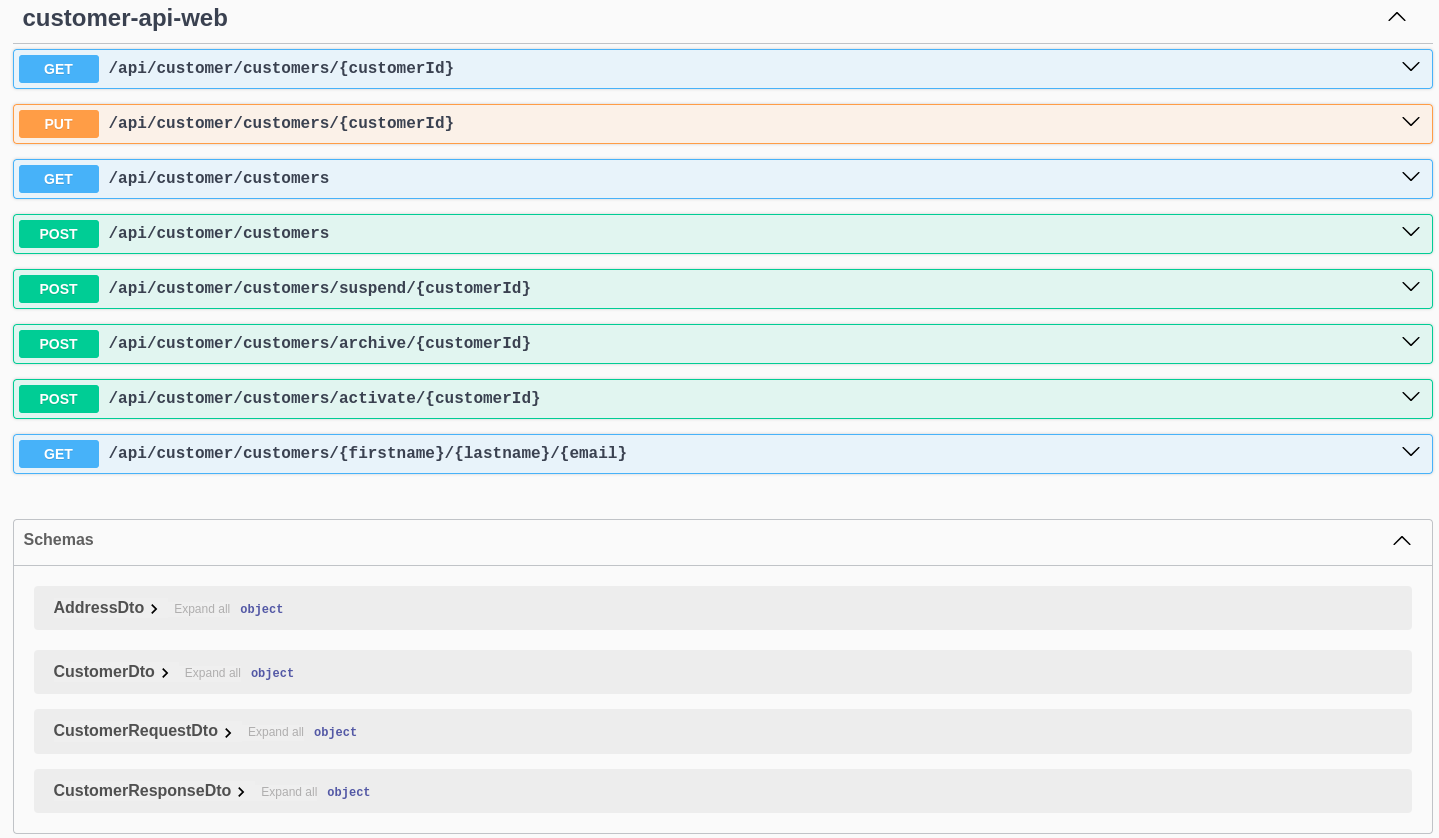 customer-api-web
GET /api/customer/customers/{customerId}
PUT /api/customer/customers/{customerId}
GET /api/customer/customers
POST /api/customer/customers
POST /api/customer/customers/suspend/{customerId}
POST /api/customer/customers/archive/{customerId}
POST /api/customer/customers/activate/{customerId}
GET /api/customer/customers/{firstname}/{lastname}/{email}
Schemas
AddressDto Expand all object
CustomerDto Expand all object
CustomerRequestDto Expand all object
CustomerResponseDto Expand all object